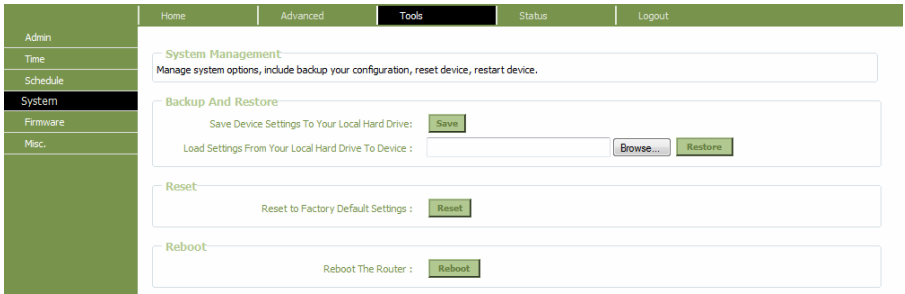 Home Advanced Tools Status Logout
Admin
Time
Schedule
System
Firmware
Misc.
System Management
Manage system options, include backup your configuration, reset device, restart device.
Backup And Restore
Save Device Settings To Your Local Hard Drive: Save
Load Settings From Your Local Hard Drive To Device : Browse... Restore
Reset
Reset to Factory Default Settings : Reset
Reboot
Reboot The Router : Reboot